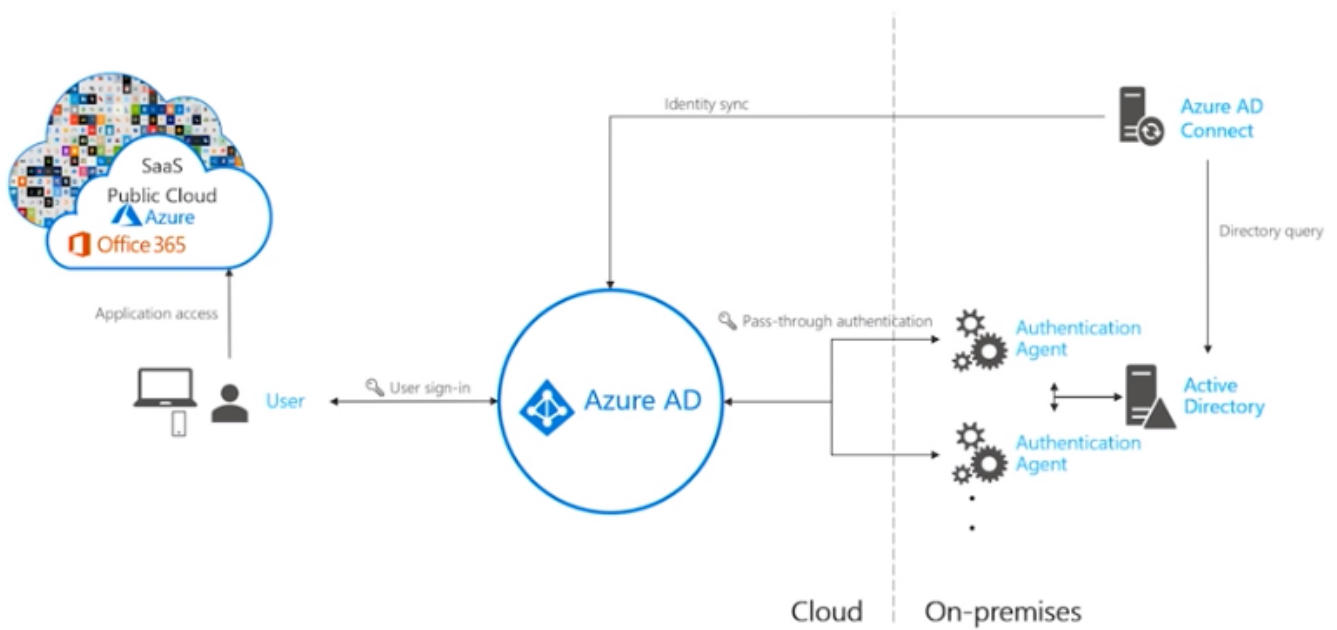 Identity sync
Azure AD
Connect
SaaS
Public Cloud
Azure
Office 365
Directory query
Application access
Pass-through authentication
Authentication
Agent
User sign-in
User
Azure AD
Active
Directory
Authentication
Agent
Cloud
On-premises